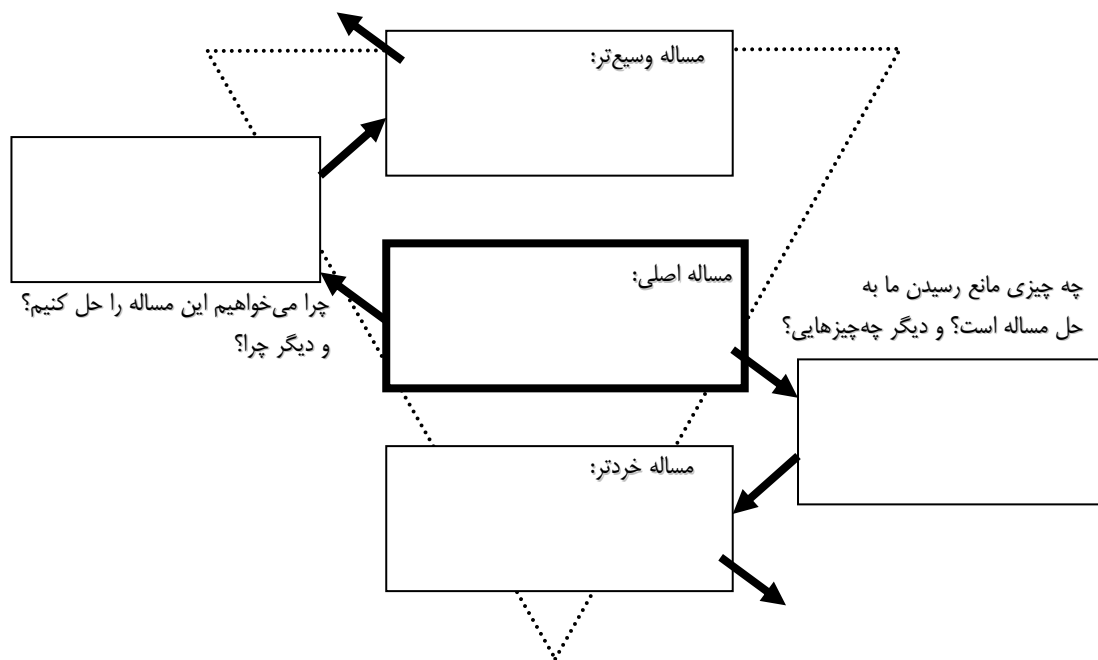 مساله وسیع‌تر:
مساله اصلی:
چه چیزی مانع رسیدن ما به
حل مساله است؟ و دیگر چه‌چیزهایی؟
چرا می‌خواهیم این مساله را حل کنیم؟
و دیگر چرا؟
مساله خردتر: